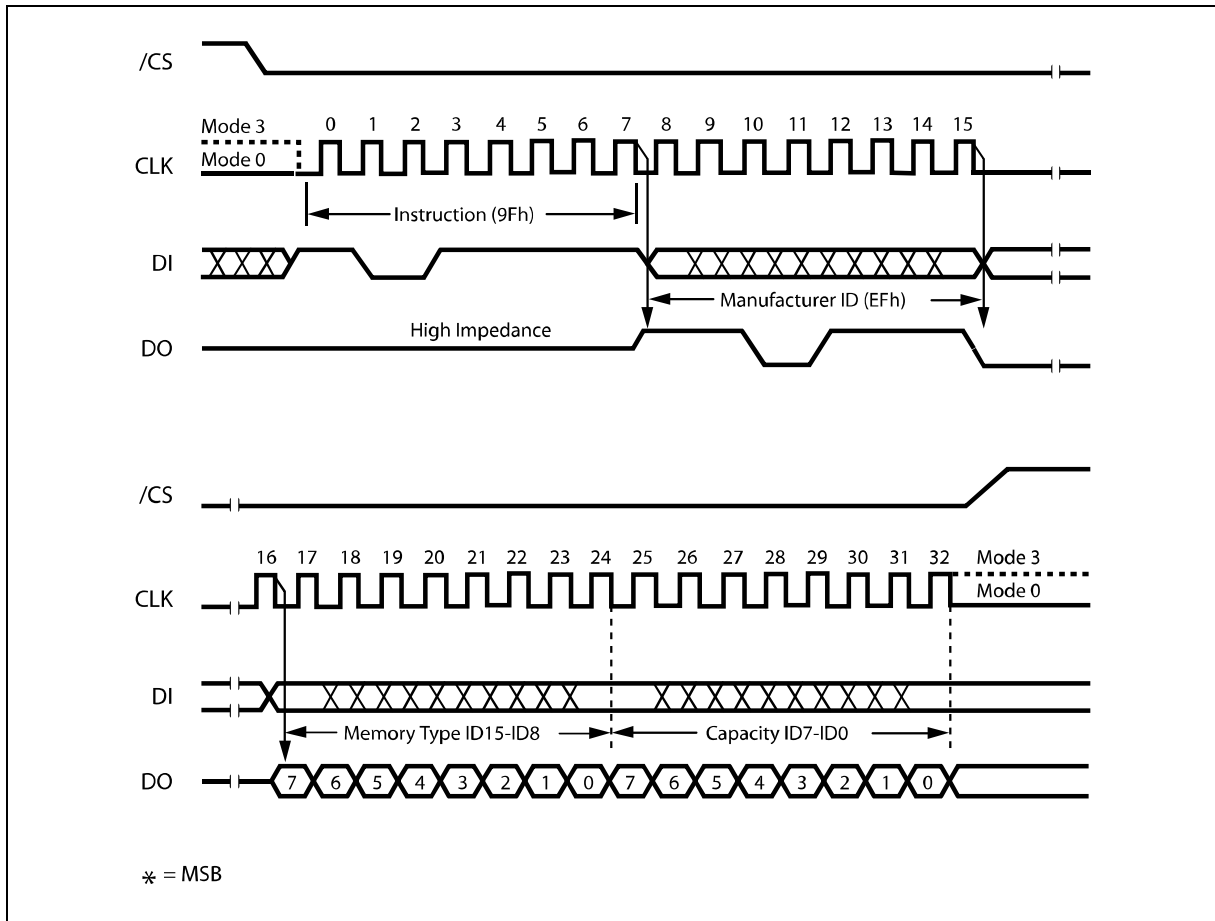 /CS
Mode 3
0 1 2 3 4 5 6 7 8 9 10 11 12 13 14 15
Mode 0
CLK
Instruction (9Fh)
DI
Manufacturer ID (EFh)
High Impedance
DO
/CS
16 17 18 19 20 21 22 23 24 25 26 27 28 29 30 31 32
Mode 3
CLK
Mode 0
DI
Memory Type ID15-ID8
Capacity ID7-ID0
DO
7 6 5 4 3 2 1 0 7 6 5 4 3 2 1 0
* = MSB